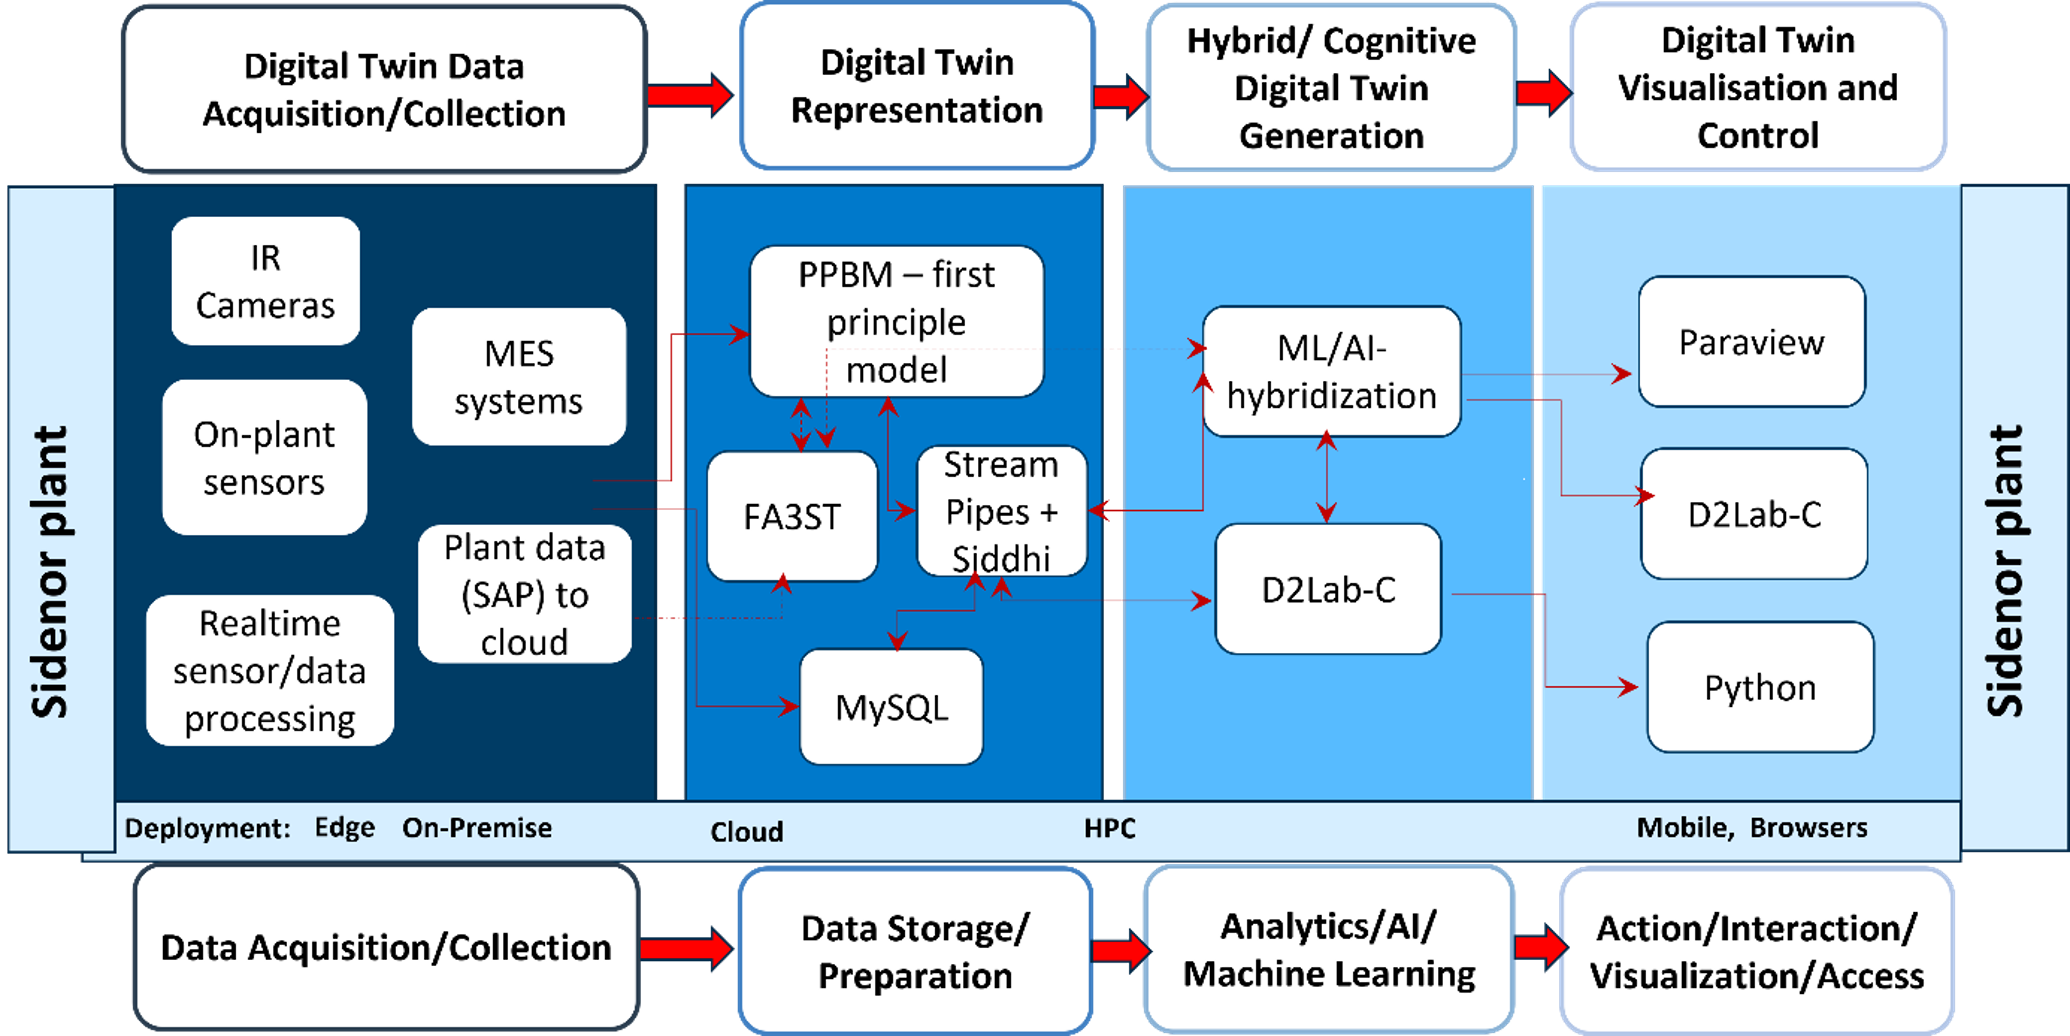 Digital Twin Data
Acquisition/Collection
Digital Twin
Representation
Hybrid/ Cognitive
Digital Twin
Generation
Digital Twin
Visualisation and
Control
Sidenor plant
IR
Cameras
MES
systems
On-plant
sensors
Plant data
(SAP) to
cloud
Realtime
sensor/data
processing
PPBM – first
principle
model
FA3ST
Stream
Pipes +
Siddhi
MySQL
ML/AI-
hybridization
D2Lab-C
Paraview
D2Lab-C
Python
Sidenor plant
Deployment: Edge On-Premise Cloud HPC Mobile, Browsers
Data Acquisition/Collection
Data Storage/
Preparation
Analytics/AI/
Machine Learning
Action/Interaction/
Visualization/Access